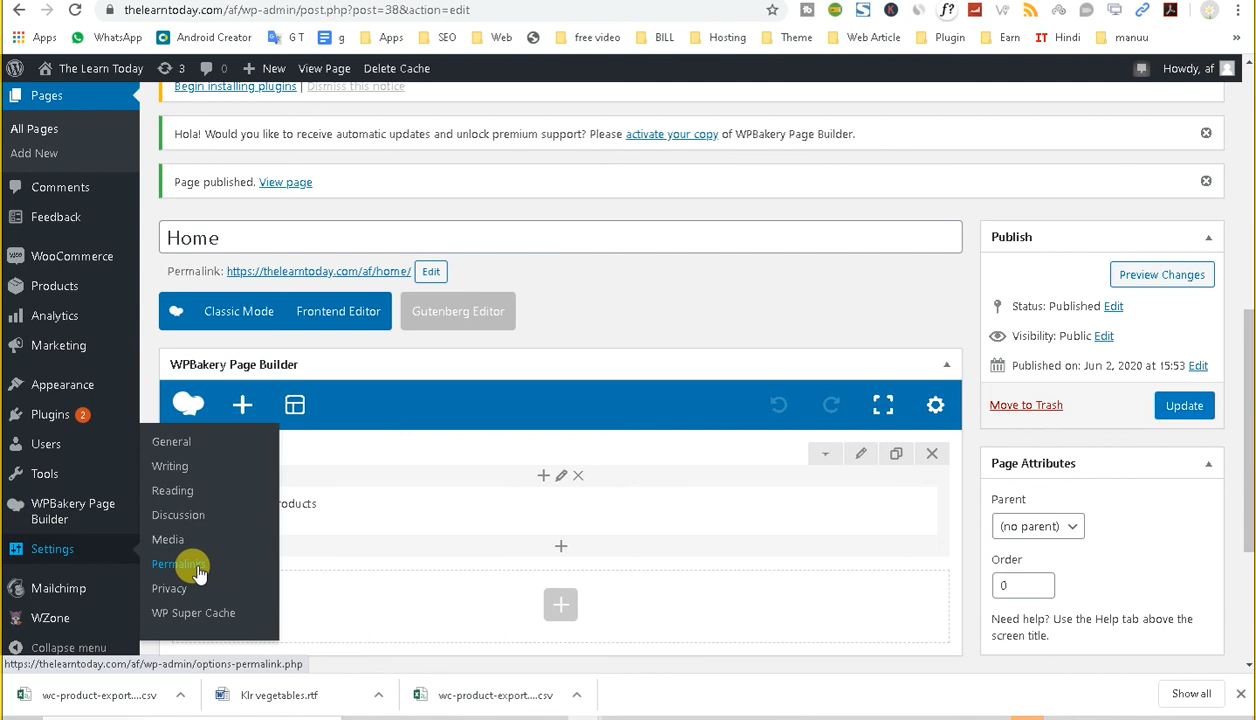 thelearntoday.com/af/wp-admin/post.php?post=38&action=edit
Apps WhatsApp Android Creator G T g Apps SEO Web free video BILL Hosting Theme Web Article Plugin Earn IT Hindi manuu »
The Learn Today 3 0 New View Page Delete Cache Howdy, af
Pages
All Pages
Add New
Comments
Feedback
WooCommerce
Products
Analytics
Marketing
Appearance
Plugins 2
Users
Tools
WPBakery Page
Builder
Settings
Mailchimp
WZone
Collapse menu
General
Writing
Reading
Discussion
Media
Permalinks
Privacy
WP Super Cache
Begin installing plugins | Dismiss this notice
Hola! Would you like to receive automatic updates and unlock premium support? Please activate your copy of WPBakery Page Builder.
Page published. View page
Home
Permalink: https://thelearntoday.com/af/home/ Edit
Classic Mode Frontend Editor Gutenberg Editor
WPBakery Page Builder
Publish
Preview Changes
Status: Published Edit
Visibility: Public Edit
Published on: Jun 2, 2020 at 15:53 Edit
Move to Trash Update
Page Attributes
Parent
(no parent)
Order
0
Need help? Use the Help tab above the
screen title.
https://thelearntoday.com/af/wp-admin/options-permalink.php
wc-product-export....csv Klr vegetables.rtf wc-product-export....csv Show all